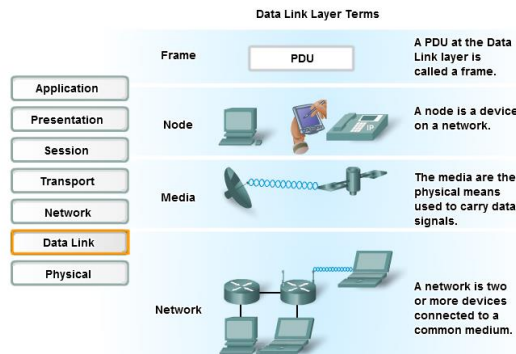 Data Link Layer Terms
Application
Presentation
Session
Transport
Network
Data Link
Physical
Frame
PDU
A PDU at the Data
Link layer is
called a frame.
Node
A node is a device
on a network.
Media
The media are the
physical means
used to carry data
signals.
Network
A network is two
or more devices
connected to a
common medium.